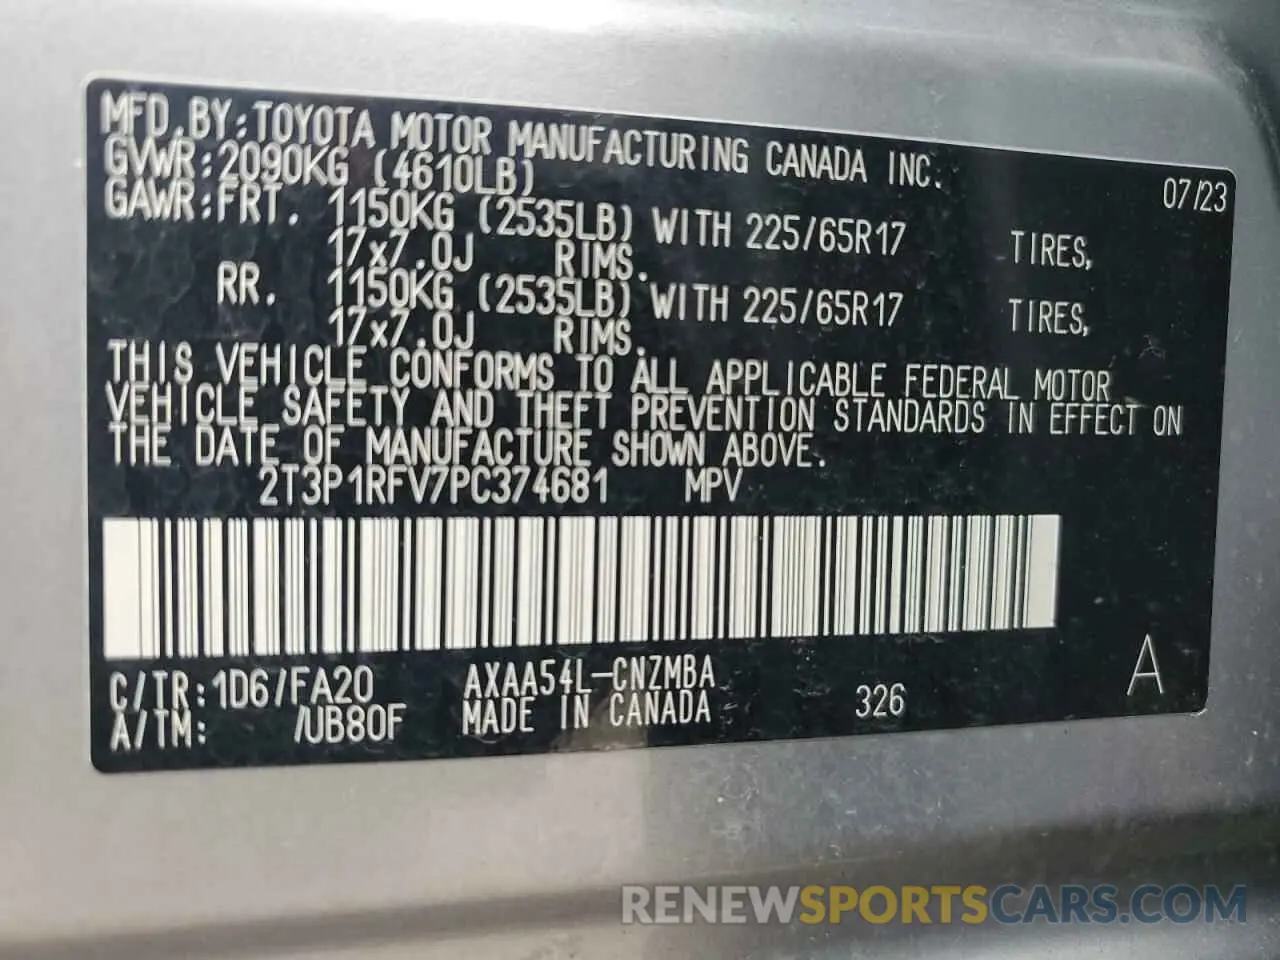 MFD.BY:TOYOTA MOTOR MANUFACTURING CANADA INC. 07/23
GVWR:2090KG (4610LB)
GAWR:FRT. 1150KG (2535LB) WITH 225/65R17 TIRES,
17x7.0J RIMS.
RR. 1150KG (2535LB) WITH 225/65R17 TIRES,
17x7.0J RIMS.
THIS VEHICLE CONFORMS TO ALL APPLICABLE FEDERAL MOTOR
VEHICLE SAFETY AND THEFT PREVENTION STANDARDS IN EFFECT ON
THE DATE OF MANUFACTURE SHOWN ABOVE.
2T3P1RFV7PC374681 MPV
C/TR:1D6/FA20 AXAA54L-CNZMBA 326 A
A/TM: /UB80F MADE IN CANADA
RENEWSPORTSCARS.COM